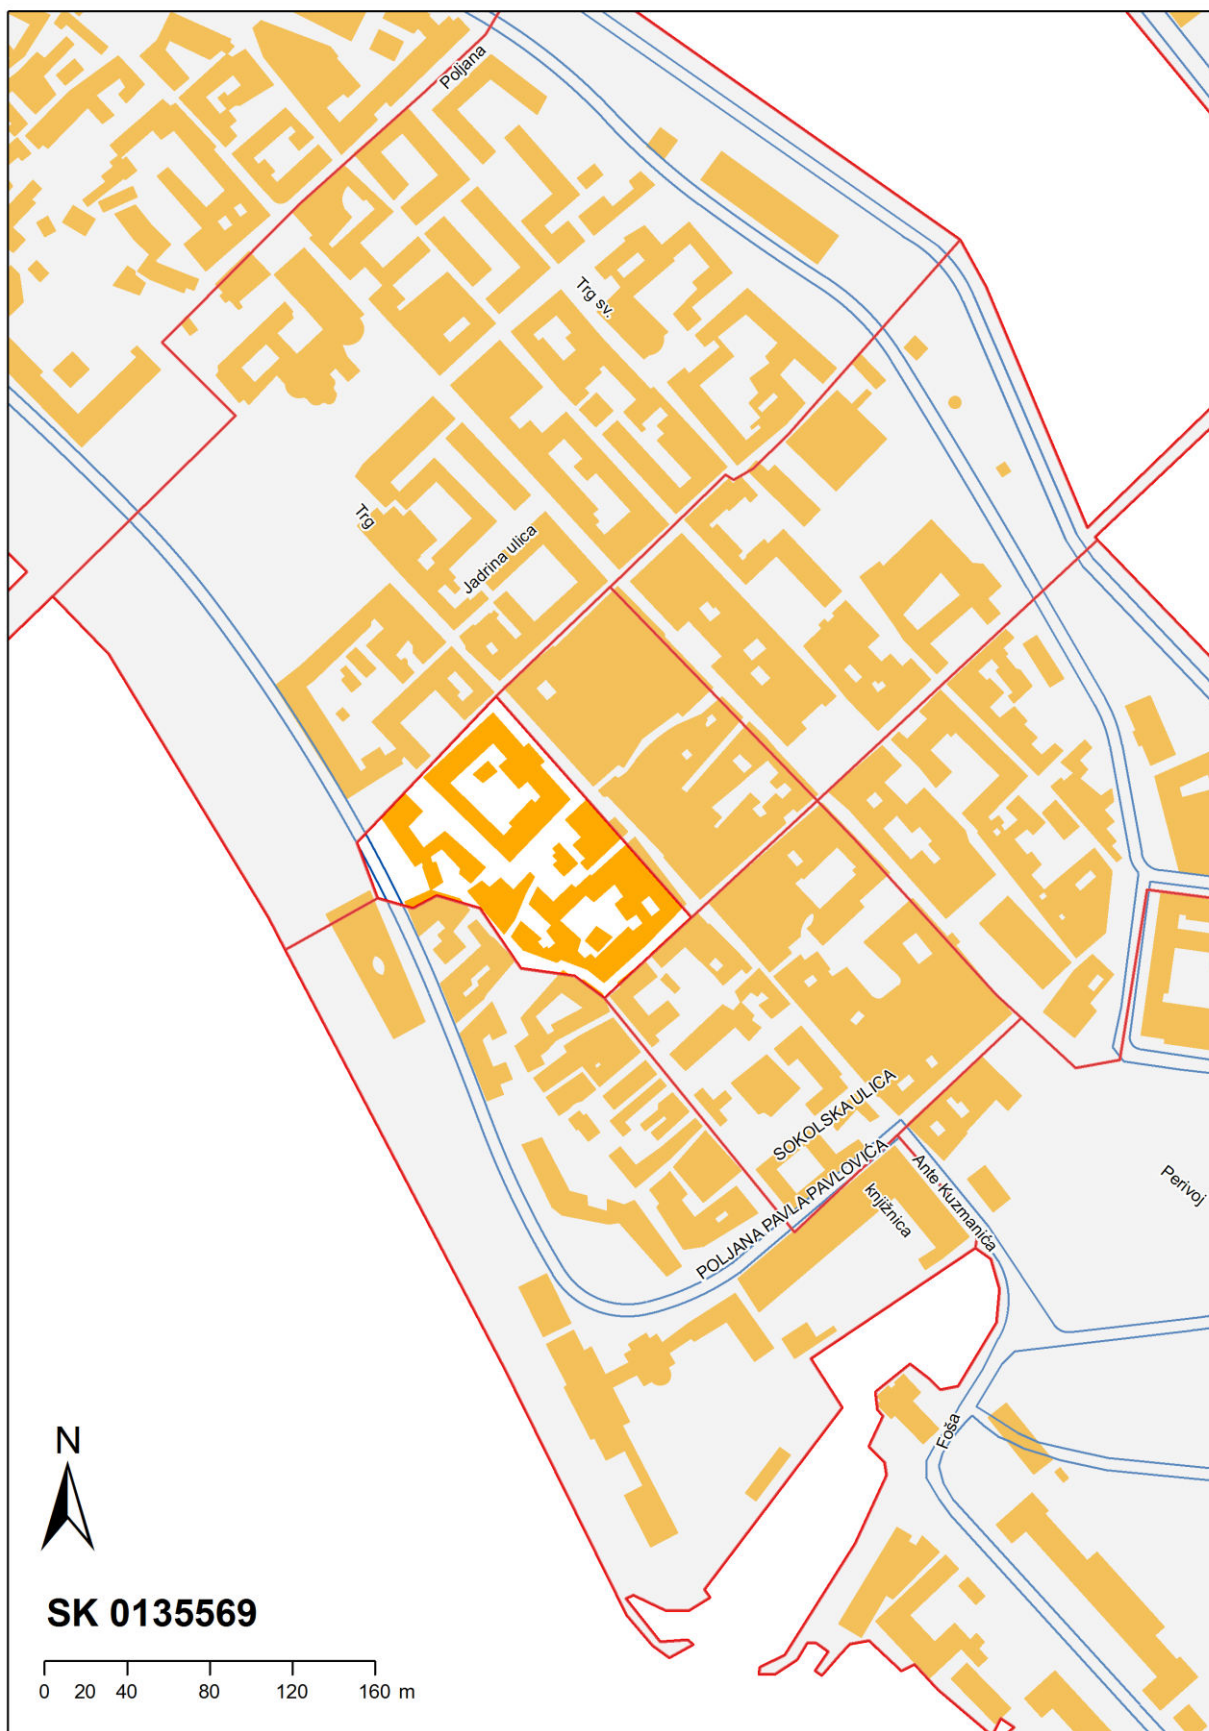 Poljana
Trg sv.
Trg
Jadrina ulica
SOKOLSKA ULICA
POLJANA PAVLA PAVLOVIĆA
Ante Kuzmanića
knjižnica
Perivoj
Foša
N
SK 0135569
0 20 40 80 120 160 m